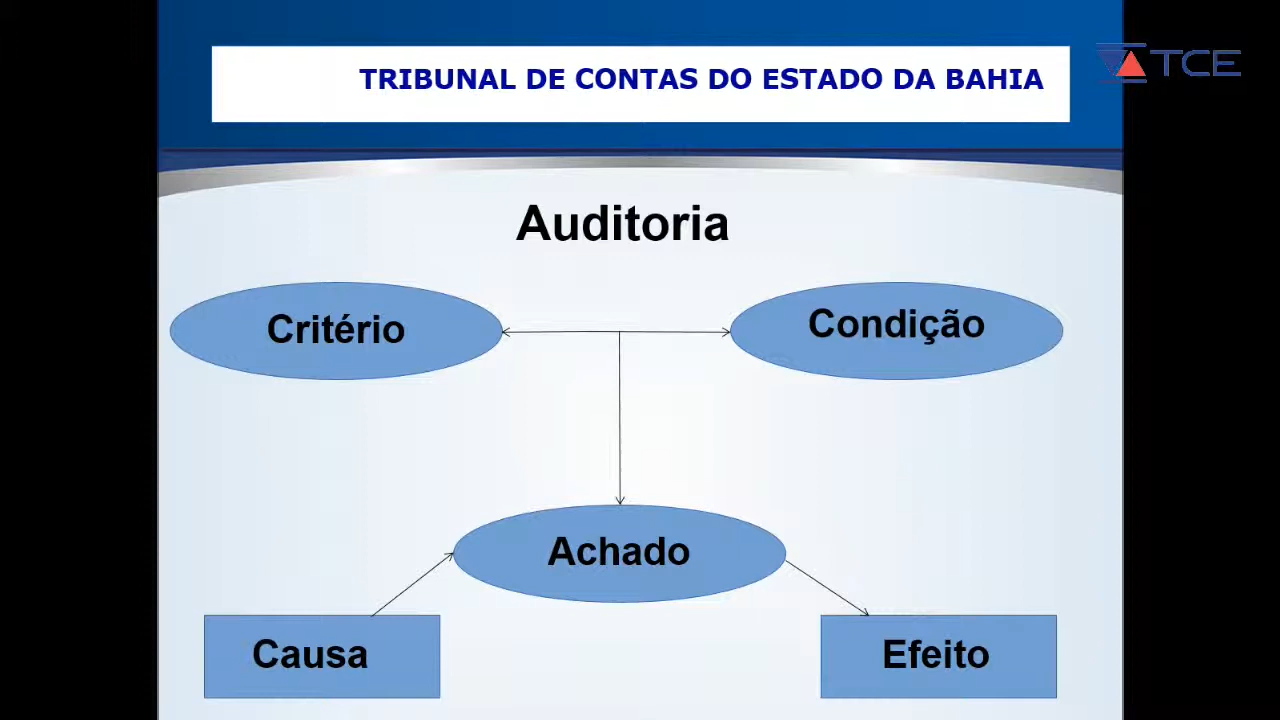 TRIBUNAL DE CONTAS DO ESTADO DA BAHIA
TCE
Auditoria
Critério
Condição
Achado
Causa
Efeito